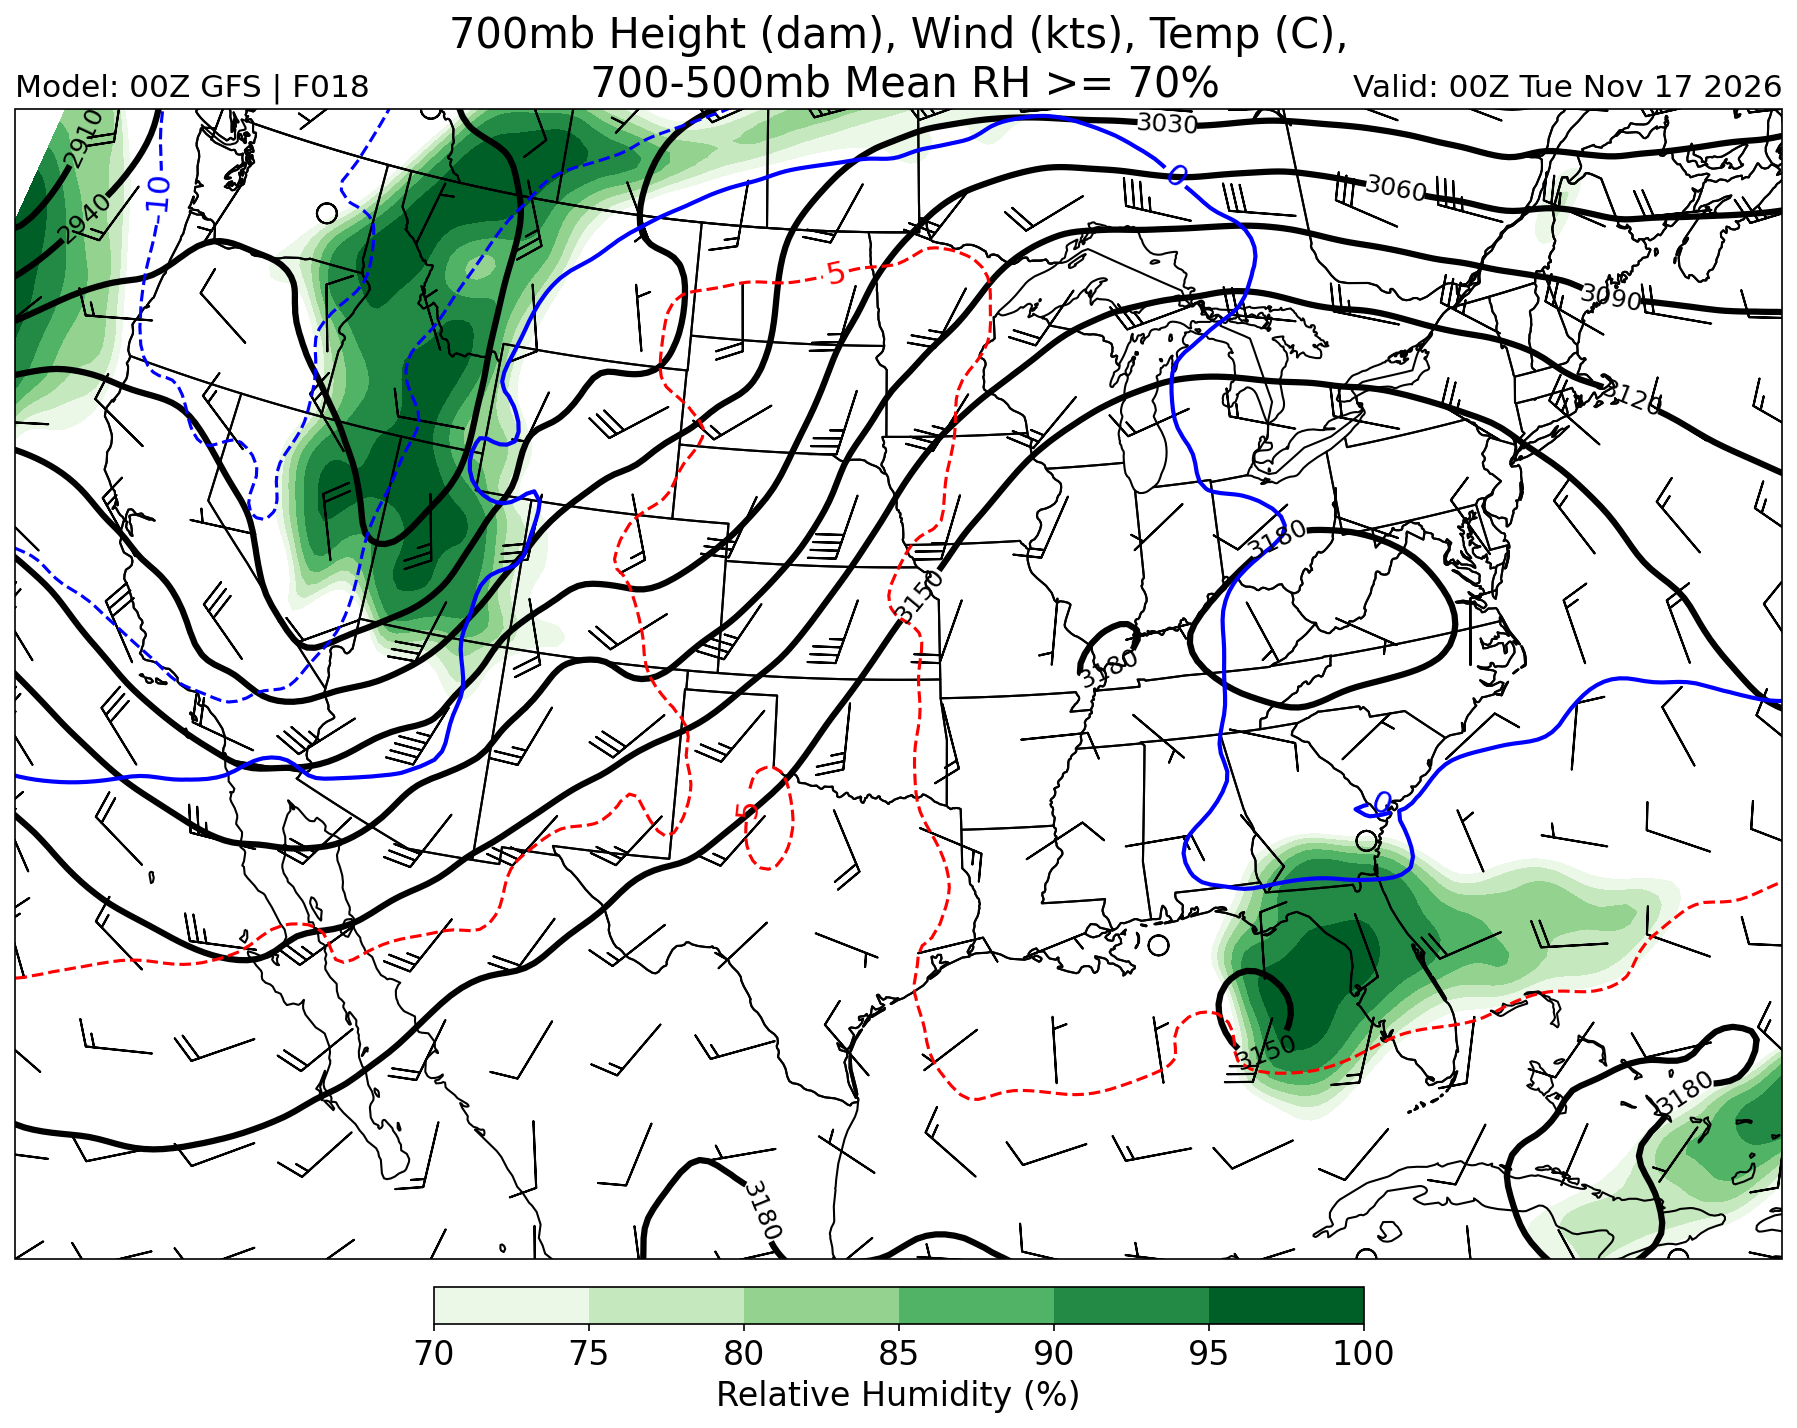 700mb Height (dam), Wind (kts), Temp (C),
700-500mb Mean RH >= 70%
Model: 00Z GFS | F018
Valid: 00Z Tue Nov 17 2026
2910
2940
-10
3030
0
3060
5
3090
3120
3180
3150
3180
5
0
3150
3180
3180
70 75 80 85 90 95 100
Relative Humidity (%)